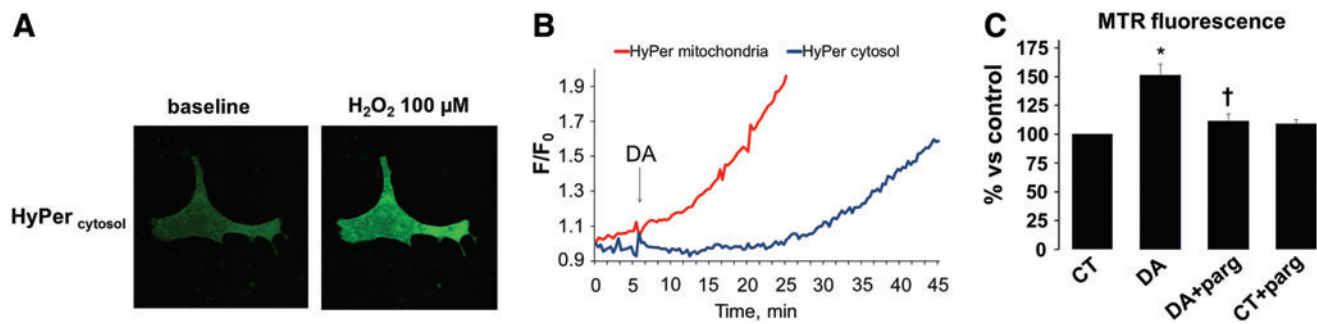 A
baseline
H₂O₂ 100 µM
HyPer cytosol
B
HyPer mitochondria
HyPer cytosol
F/F₀
1.9
1.7
1.5
1.3
1.1
0.9
DA
0 5 10 15 20 25 30 35 40 45
Time, min
C
MTR fluorescence
% vs control
175
150
125
100
75
50
25
0
*
†
CT
DA
DA+parg
CT+parg